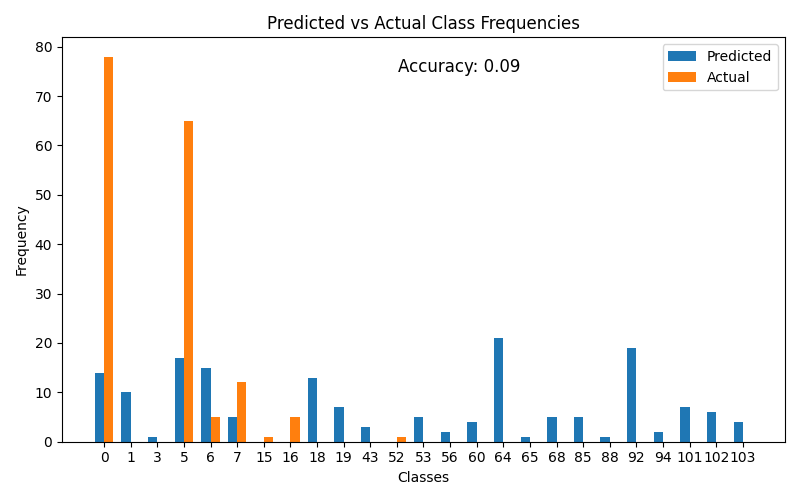 Predicted vs Actual Class Frequencies
Accuracy: 0.09
Predicted
Actual
80
70
60
50
40
30
20
10
0
Frequency
0 1 3 5 6 7 15 16 18 19 43 52 53 56 60 64 65 68 85 88 92 94 101 102 103
Classes